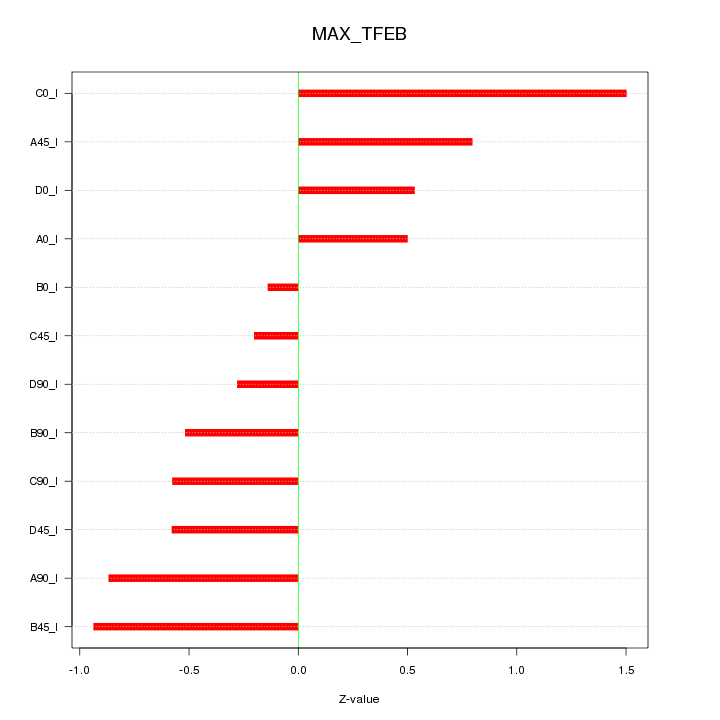 MAX_TFEB
C0_I
A45_I
D0_I
A0_I
B0_I
C45_I
D90_I
B90_I
C90_I
D45_I
A90_I
B45_I
-1.0 -0.5 0.0 0.5 1.0 1.5
Z-value